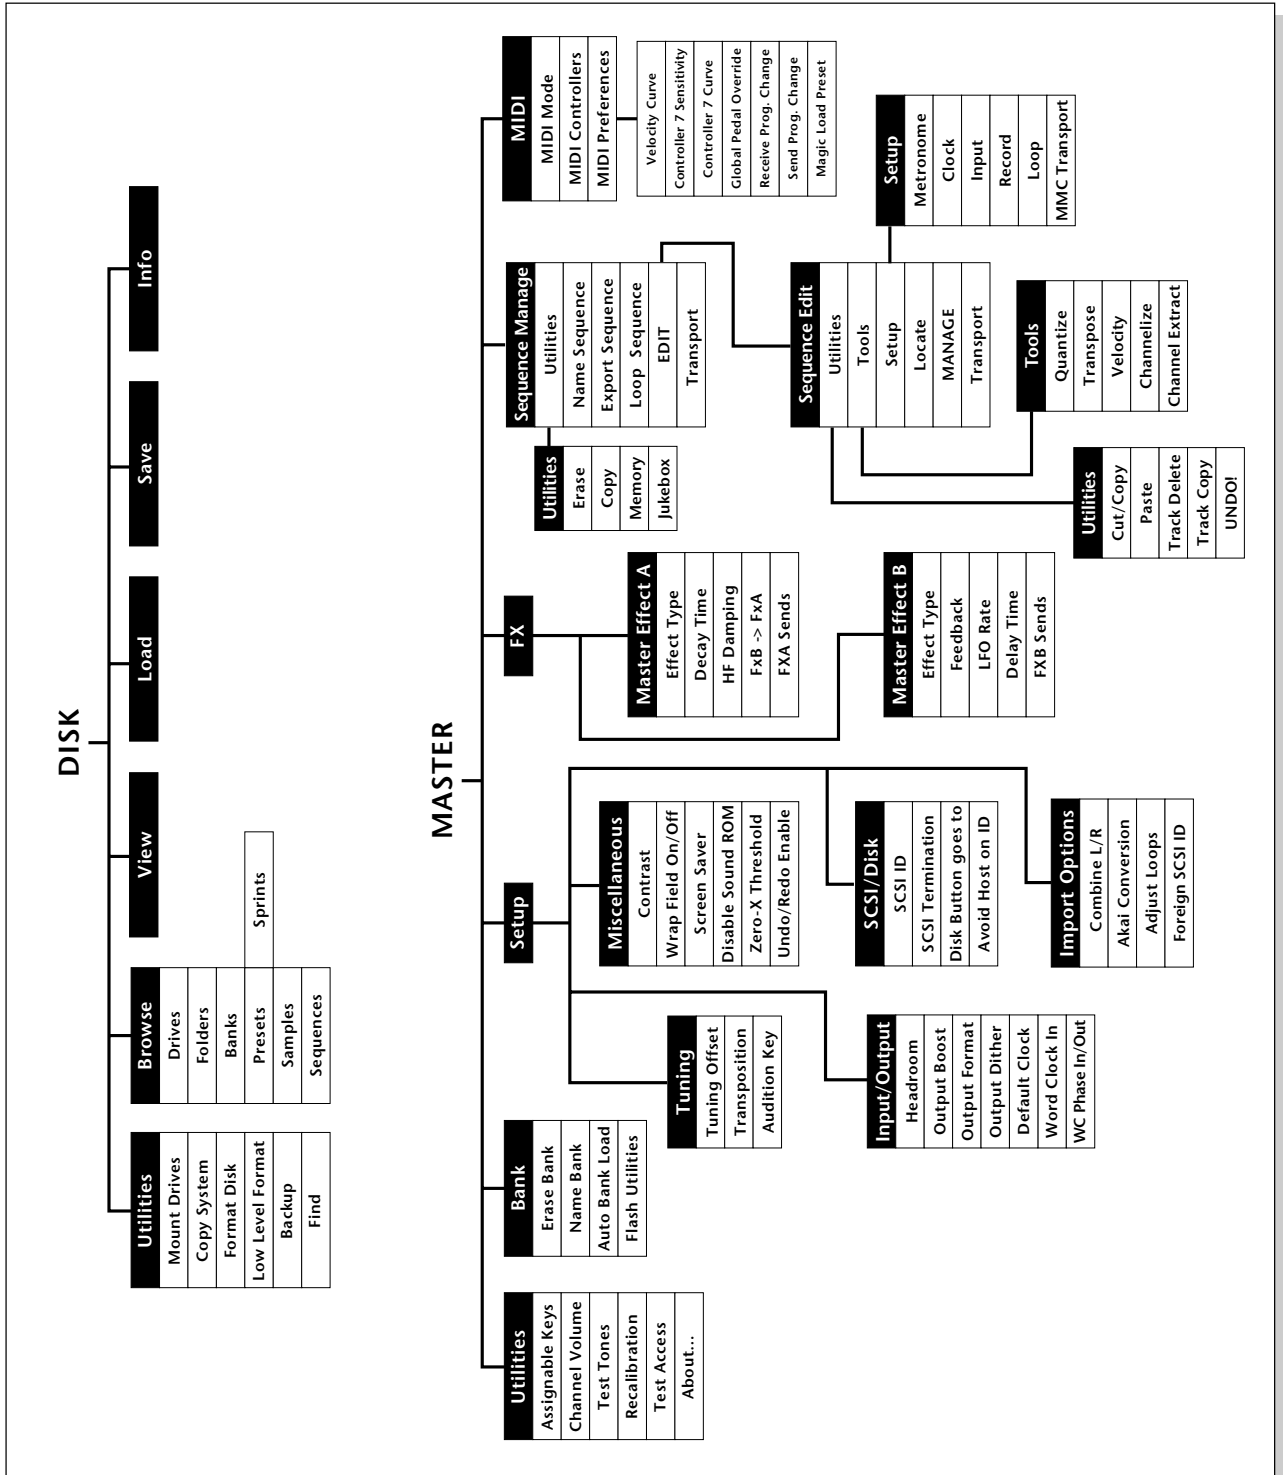 DISK
Utilities
Mount Drives
Copy System
Format Disk
Low Level Format
Backup
Find
Browse
Drives
Folders
Banks
Presets
Samples
Sequences
Sprints
View
Load
Save
Info
MASTER
Utilities
Assignable Keys
Channel Volume
Test Tones
Recalibration
Test Access
About...
Bank
Erase Bank
Name Bank
Auto Bank Load
Flash Utilities
Setup
Tuning
Tuning Offset
Transposition
Audition Key
Input/Output
Headroom
Output Boost
Output Format
Output Dither
Default Clock
Word Clock In
WC Phase In/Out
Miscellaneous
Contrast
Wrap Field On/Off
Screen Saver
Disable Sound ROM
Zero-X Threshold
Undo/Redo Enable
SCSI/Disk
SCSI ID
SCSI Termination
Disk Button goes to
Avoid Host on ID
Import Options
Combine L/R
Akai Conversion
Adjust Loops
Foreign SCSI ID
FX
Master Effect A
Effect Type
Decay Time
HF Damping
FxB -> FxA
FXA Sends
Master Effect B
Effect Type
Feedback
LFO Rate
Delay Time
FXB Sends
Sequence Manage
Utilities
Name Sequence
Export Sequence
Loop Sequence
EDIT
Transport
Utilities
Erase
Copy
Memory
Jukebox
Sequence Edit
Utilities
Tools
Setup
Locate
MANAGE
Transport
Utilities
Cut/Copy
Paste
Track Delete
Track Copy
UNDO!
Tools
Quantize
Transpose
Velocity
Channelize
Channel Extract
Setup
Metronome
Clock
Input
Record
Loop
MMC Transport
MIDI
MIDI Mode
MIDI Controllers
MIDI Preferences
Velocity Curve
Controller 7 Sensitivity
Controller 7 Curve
Global Pedal Override
Receive Prog. Change
Send Prog. Change
Magic Load Preset